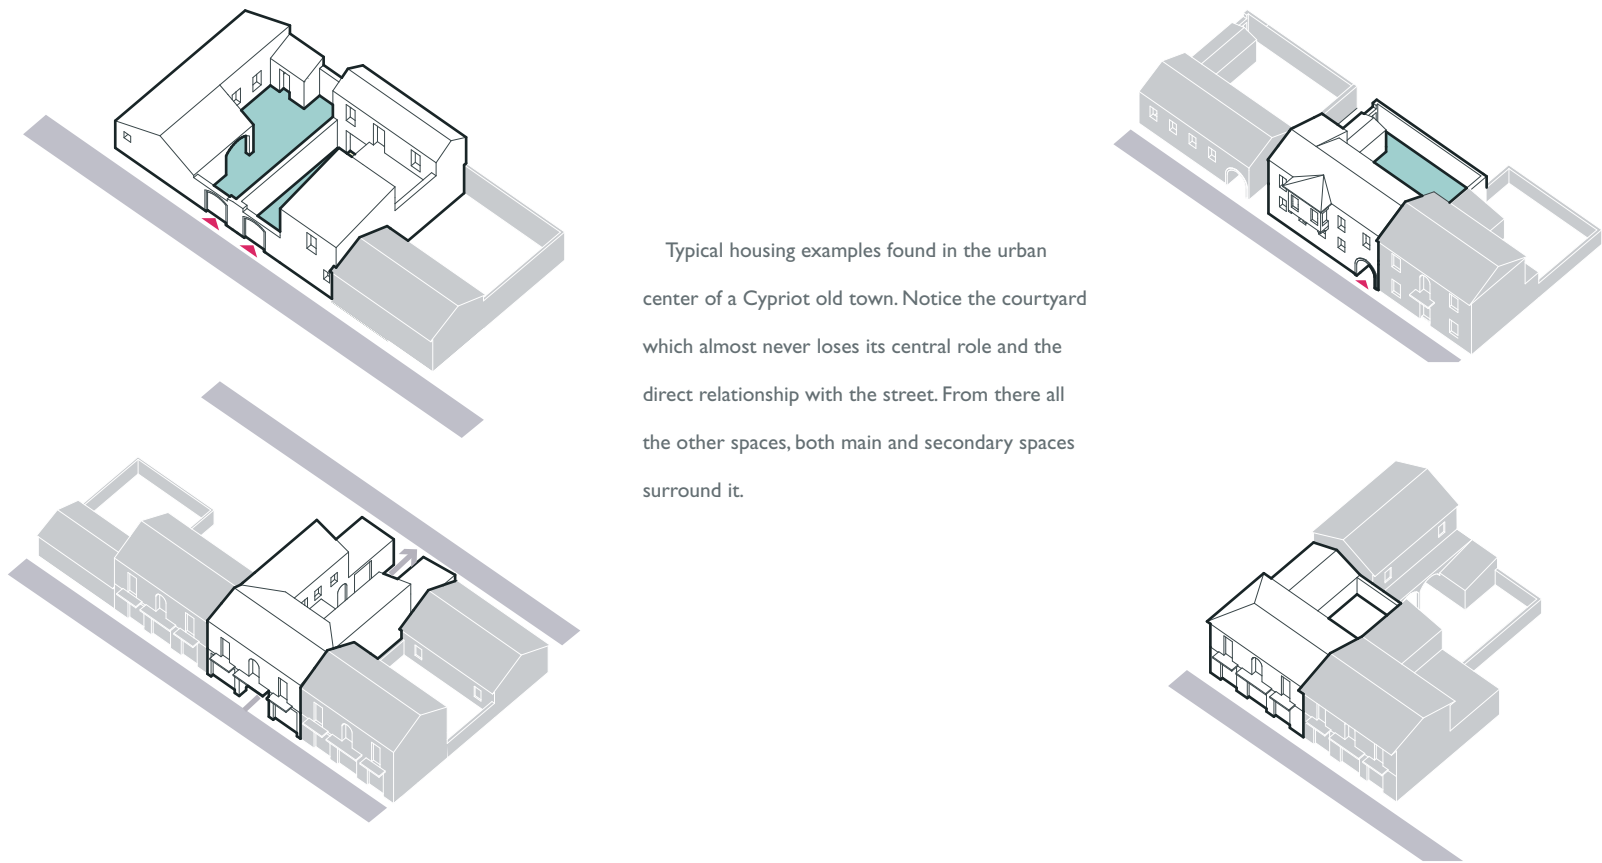 Typical housing examples found in the urban
center of a Cypriot old town. Notice the courtyard
which almost never loses its central role and the
direct relationship with the street. From there all
the other spaces, both main and secondary spaces
surround it.